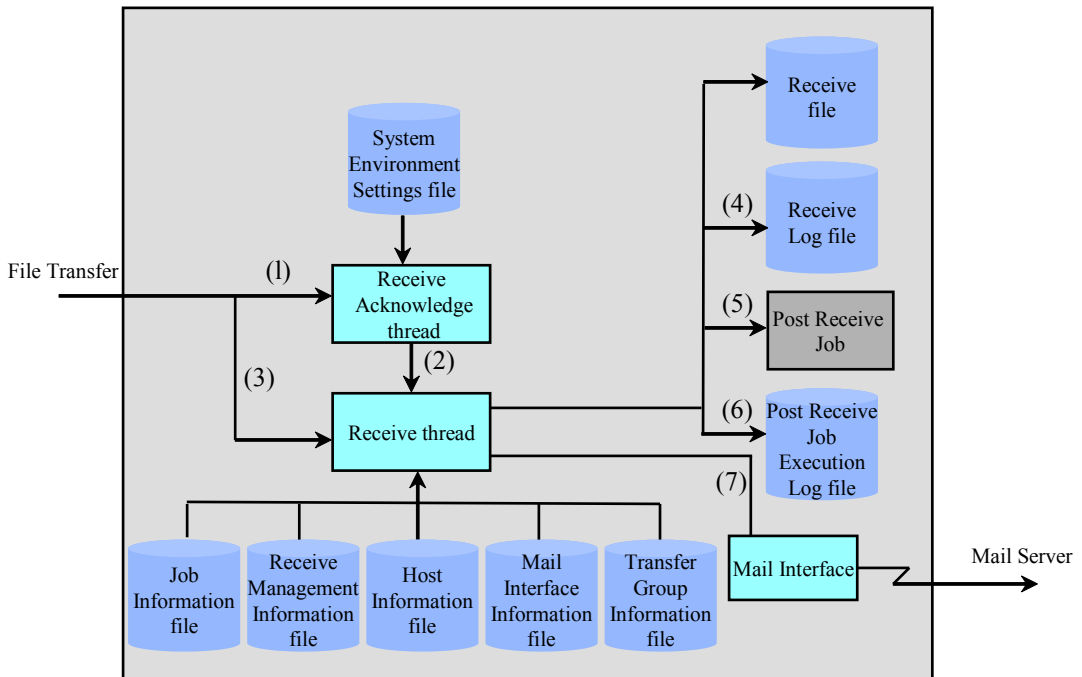 Receive
file
System
Environment
Settings file
(4)
Receive
Log file
File Transfer
(l)
Receive
Acknowledge
thread
(5)
Post Receive
Job
(2)
(3)
Receive thread
(6)
Post Receive
Job
Execution
Log file
(7)
Job
Information
file
Receive
Management
Information file
Host
Information
file
Mail
Interface
Information file
Transfer
Group
Information
file
Mail Interface
Mail Server